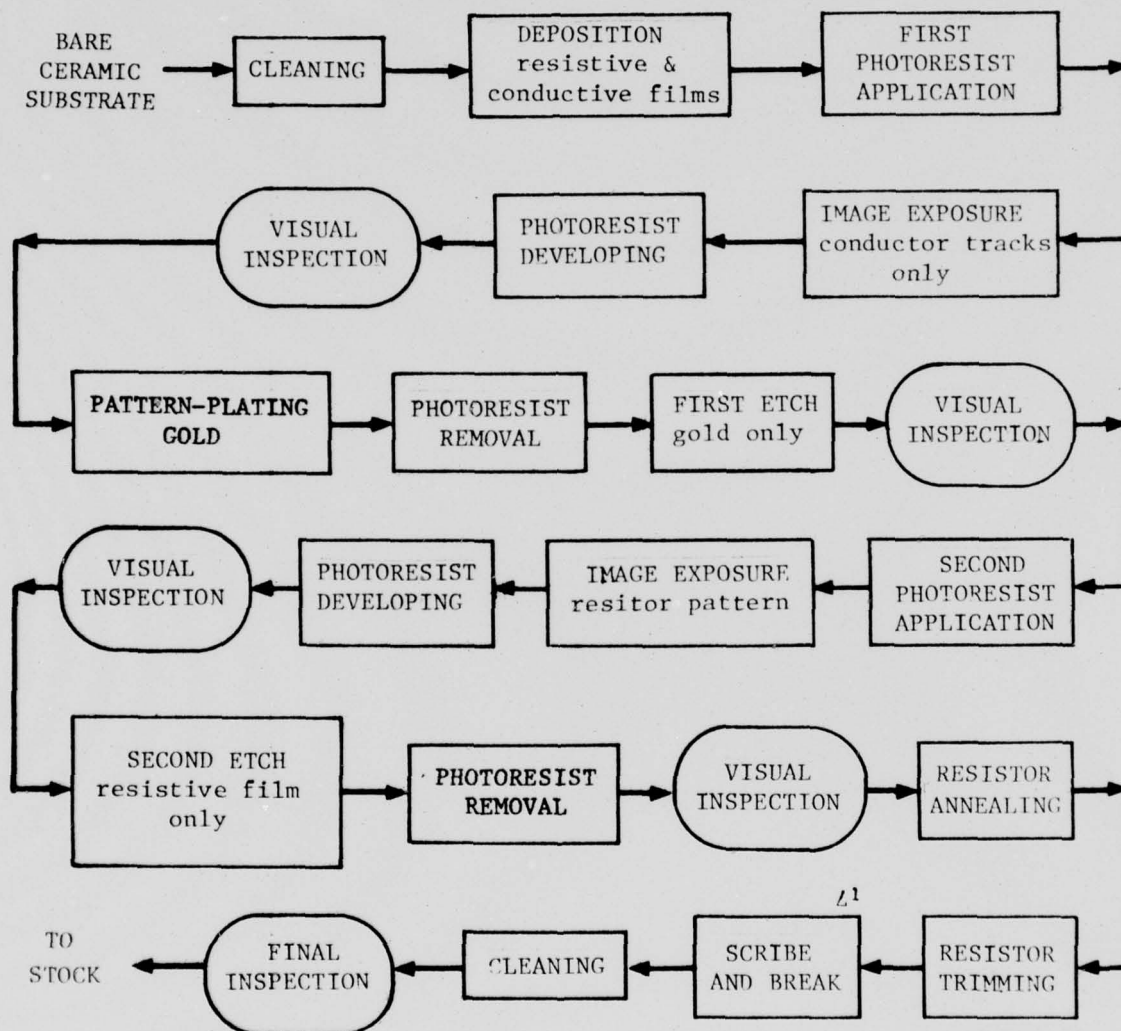 BARE
CERAMIC
SUBSTRATE
CLEANING
DEPOSITION
resistive &
conductive films
FIRST
PHOTORESIST
APPLICATION
VISUAL
INSPECTION
PHOTORESIST
DEVELOPING
IMAGE EXPOSURE
conductor tracks
only
PATTERN-PLATING
GOLD
PHOTORESIST
REMOVAL
FIRST ETCH
gold only
VISUAL
INSPECTION
VISUAL
INSPECTION
PHOTORESIST
DEVELOPING
IMAGE EXPOSURE
resitor pattern
SECOND
PHOTORESIST
APPLICATION
SECOND ETCH
resistive film
only
PHOTORESIST
REMOVAL
VISUAL
INSPECTION
RESISTOR
ANNEALING
TO
STOCK
FINAL
INSPECTION
CLEANING
SCRIBE
AND BREAK
RESISTOR
TRIMMING